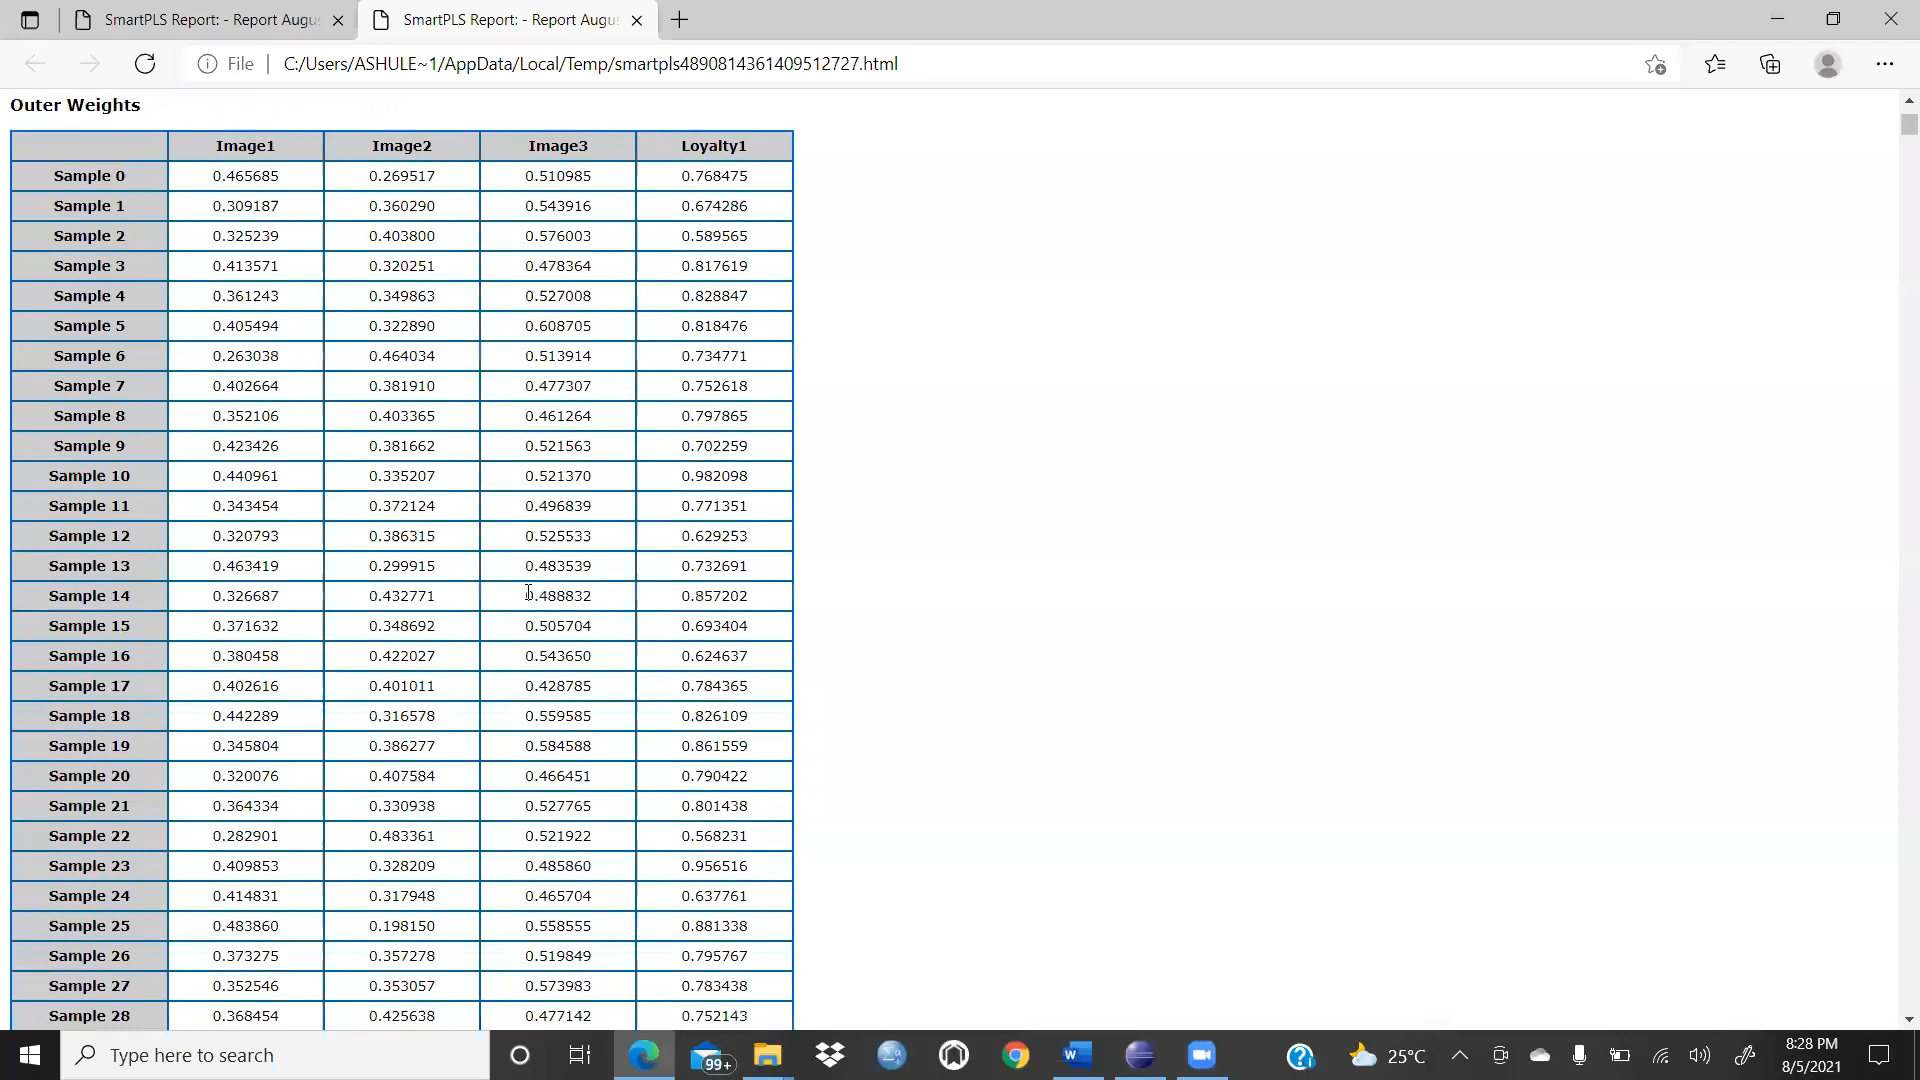 SmartPLS Report: - Report Augu
SmartPLS Report: - Report Augu
File
C:/Users/ASHULE~1/AppData/Local/Temp/smartpls4890814361409512727.html
Outer Weights
Image1 Image2 Image3 Loyalty1
Sample 0 0.465685 0.269517 0.510985 0.768475
Sample 1 0.309187 0.360290 0.543916 0.674286
Sample 2 0.325239 0.403800 0.576003 0.589565
Sample 3 0.413571 0.320251 0.478364 0.817619
Sample 4 0.361243 0.349863 0.527008 0.828847
Sample 5 0.405494 0.322890 0.608705 0.818476
Sample 6 0.263038 0.464034 0.513914 0.734771
Sample 7 0.402664 0.381910 0.477307 0.752618
Sample 8 0.352106 0.403365 0.461264 0.797865
Sample 9 0.423426 0.381662 0.521563 0.702259
Sample 10 0.440961 0.335207 0.521370 0.982098
Sample 11 0.343454 0.372124 0.496839 0.771351
Sample 12 0.320793 0.386315 0.525533 0.629253
Sample 13 0.463419 0.299915 0.483539 0.732691
Sample 14 0.326687 0.432771 0.488832 0.857202
Sample 15 0.371632 0.348692 0.505704 0.693404
Sample 16 0.380458 0.422027 0.543650 0.624637
Sample 17 0.402616 0.401011 0.428785 0.784365
Sample 18 0.442289 0.316578 0.559585 0.826109
Sample 19 0.345804 0.386277 0.584588 0.861559
Sample 20 0.320076 0.407584 0.466451 0.790422
Sample 21 0.364334 0.330938 0.527765 0.801438
Sample 22 0.282901 0.483361 0.521922 0.568231
Sample 23 0.409853 0.328209 0.485860 0.956516
Sample 24 0.414831 0.317948 0.465704 0.637761
Sample 25 0.483860 0.198150 0.558555 0.881338
Sample 26 0.373275 0.357278 0.519849 0.795767
Sample 27 0.352546 0.353057 0.573983 0.783438
Sample 28 0.368454 0.425638 0.477142 0.752143
Type here to search
99+
25°C
8:28 PM
8/5/2021